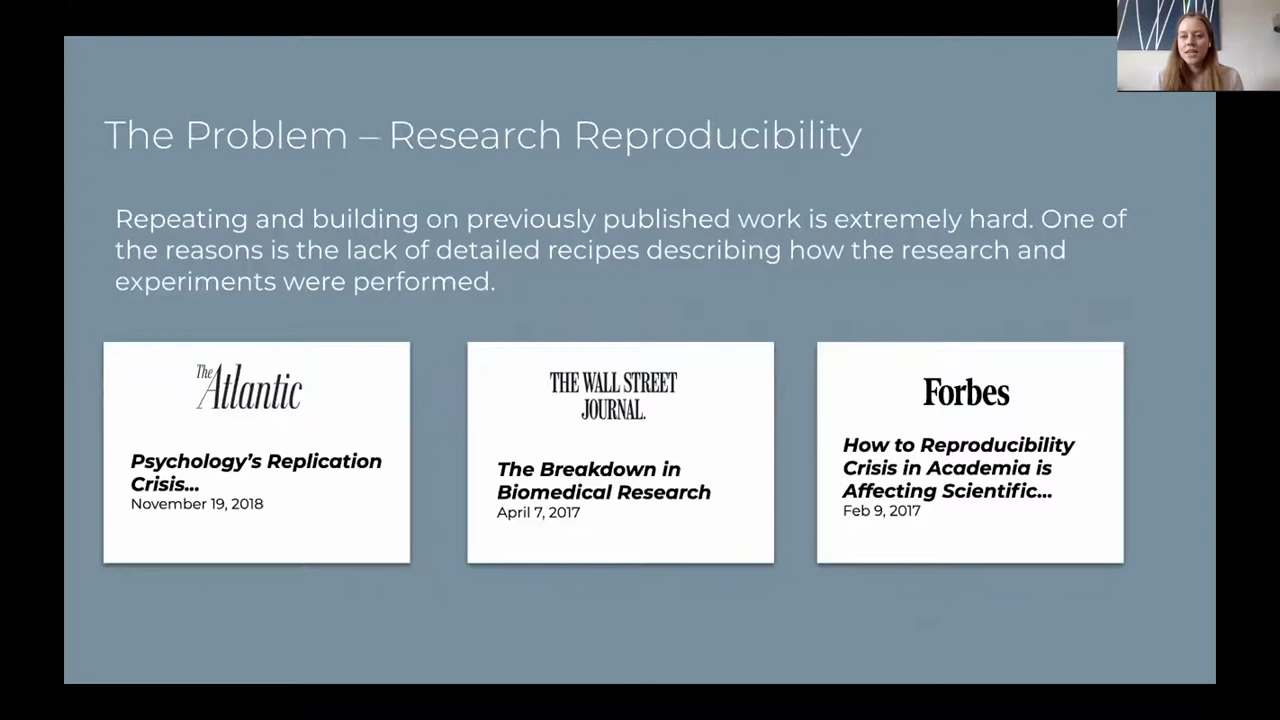 The Problem – Research Reproducibility
Repeating and building on previously published work is extremely hard. One of
the reasons is the lack of detailed recipes describing how the research and
experiments were performed.
The Atlantic
Psychology’s Replication
Crisis...
November 19, 2018
THE WALL STREET
JOURNAL.
The Breakdown in
Biomedical Research
April 7, 2017
Forbes
How to Reproducibility
Crisis in Academia is
Affecting Scientific...
Feb 9, 2017